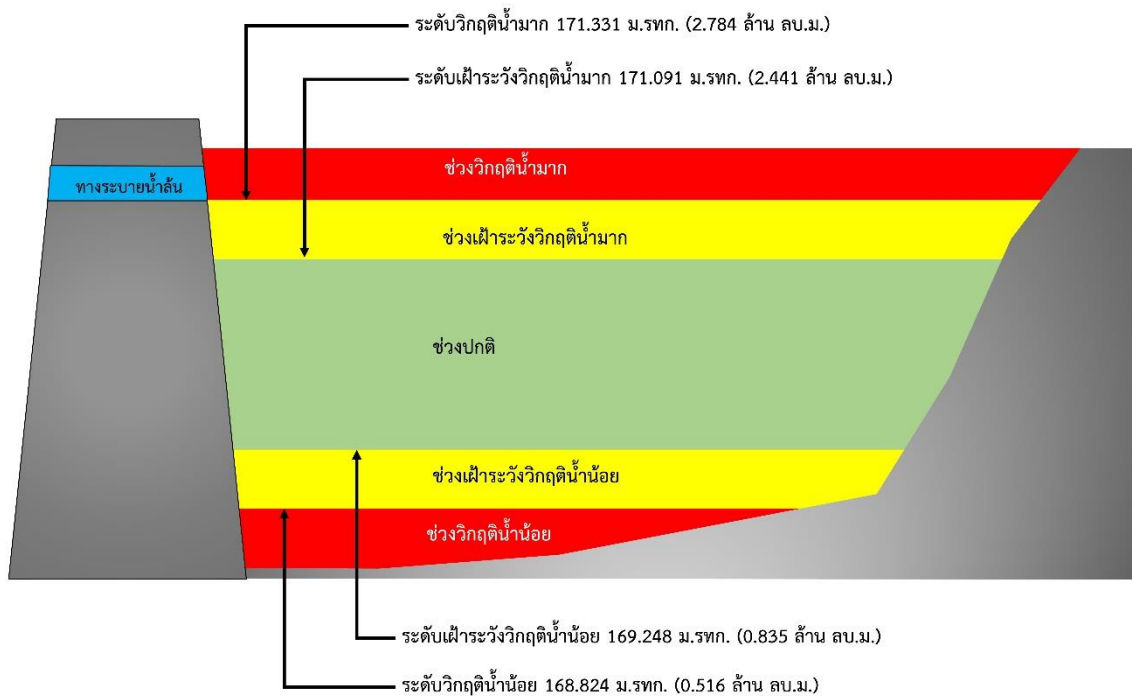 ระดับวิกฤติน้ำมาก 171.331 ม.รทก. (2.784 ล้าน ลบ.ม.)
ระดับเฝ้าระวังวิกฤติน้ำมาก 171.091 ม.รทก. (2.441 ล้าน ลบ.ม.)
ช่วงวิกฤติน้ำมาก
ทางระบายน้ำล้น
ช่วงเฝ้าระวังวิกฤติน้ำมาก
ช่วงปกติ
ช่วงเฝ้าระวังวิกฤติน้ำน้อย
ช่วงวิกฤติน้ำน้อย
ระดับเฝ้าระวังวิกฤติน้ำน้อย 169.248 ม.รทก. (0.835 ล้าน ลบ.ม.)
ระดับวิกฤติน้ำน้อย 168.824 ม.รทก. (0.516 ล้าน ลบ.ม.)